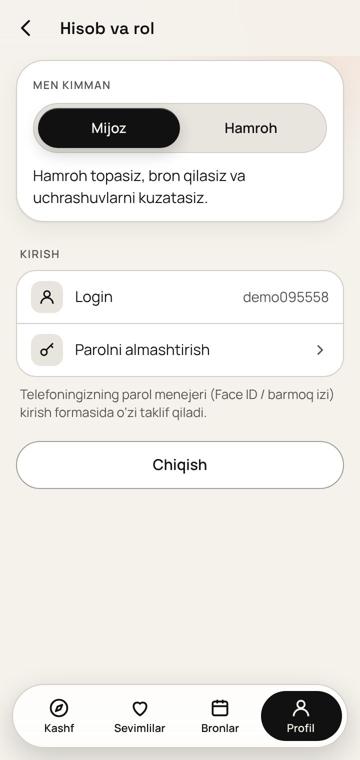 Hisob va rol
MEN KIMMAN
Mijoz
Hamroh
Hamroh topasiz, bron qilasiz va
uchrashuvlarni kuzatasiz.
KIRISH
Login
demo095558
Parolni almashtirish
Telefoningizning parol menejeri (Face ID / barmoq izi)
kirish formasida o'zi taklif qiladi.
Chiqish
Kashf
Sevimlilar
Bronlar
Profil